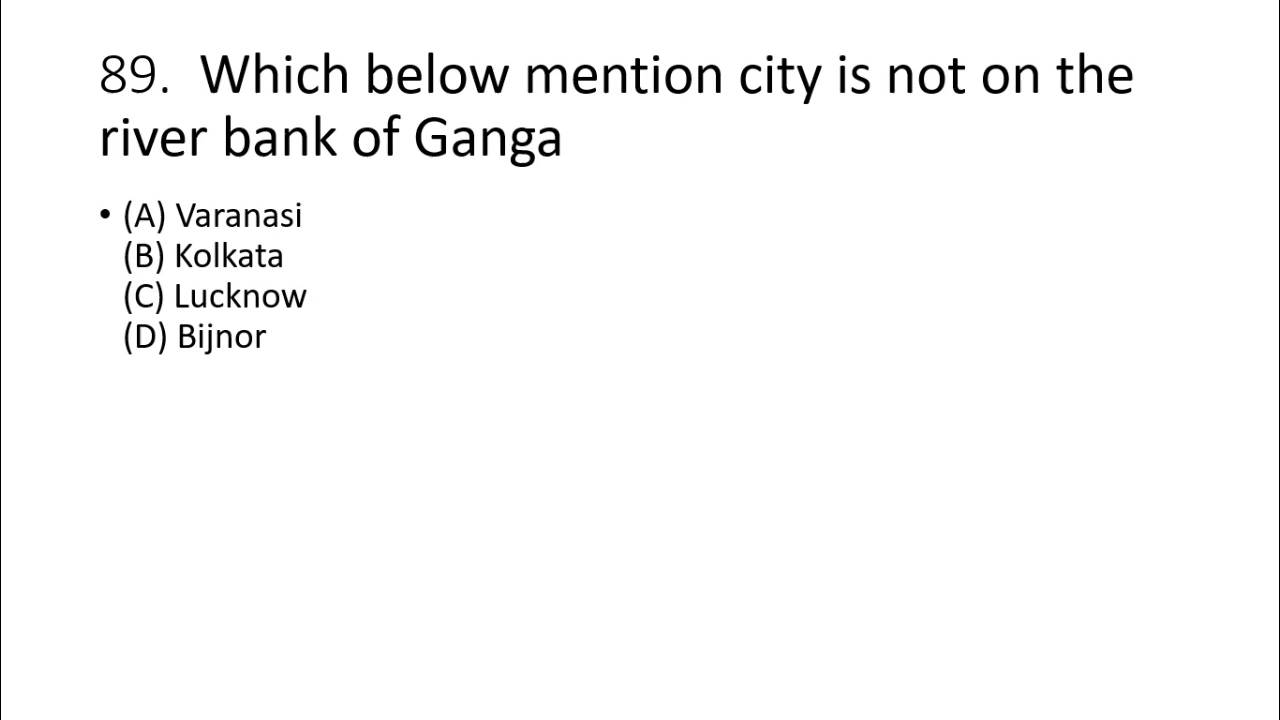 89. Which below mention city is not on the
river bank of Ganga
• (A) Varanasi
(B) Kolkata
(C) Lucknow
(D) Bijnor